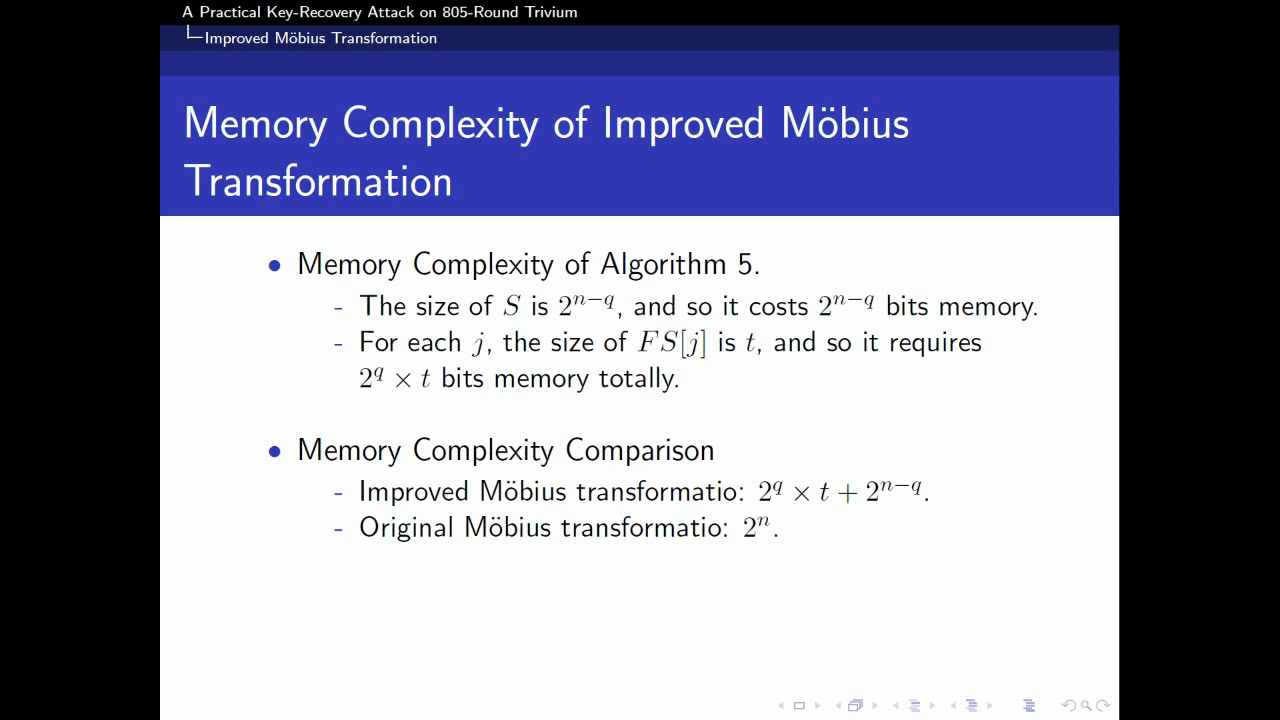 A Practical Key-Recovery Attack on 805-Round Trivium
Improved Möbius Transformation
Memory Complexity of Improved Möbius
Transformation
• Memory Complexity of Algorithm 5.
- The size of S is 2^{n−q}, and so it costs 2^{n−q} bits memory.
- For each j, the size of FS[j] is t, and so it requires
2^q × t bits memory totally.
• Memory Complexity Comparison
- Improved Möbius transformatio: 2^q × t + 2^{n−q}.
- Original Möbius transformatio: 2^n.